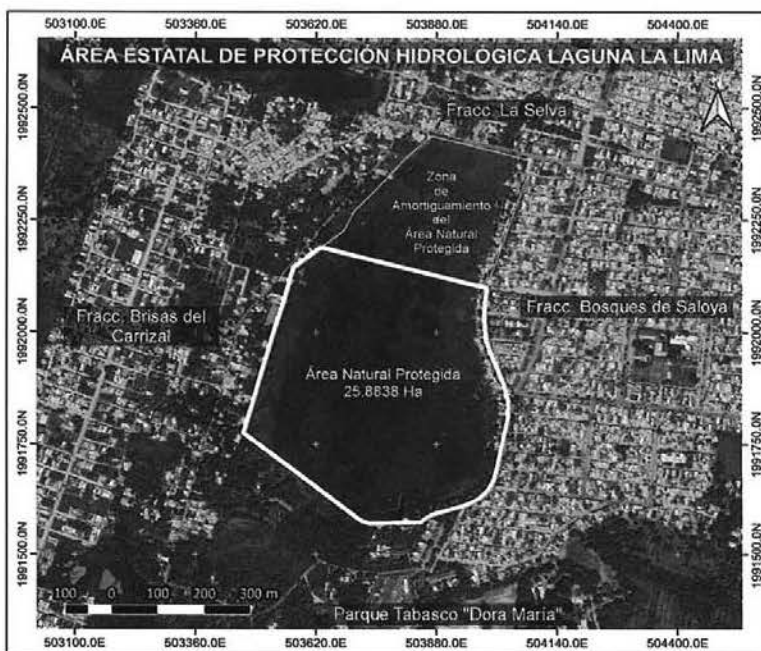 503100.0E 503360.0E 503620.0E 503880.0E 504140.0E 504400.0E
ÁREA ESTATAL DE PROTECCIÓN HIDROLÓGICA LAGUNA LA LIMA
1992500.0N 1992500.0N
Fracc. La Selva
Zona
de
Amortiguamiento
del
Área Natural
Protegida
1992250.0N 1992250.0N
Fracc. Brisas del
Carrizal
Fracc. Bosques de Saloya
1992000.0N 1992000.0N
Área Natural Protegida
25.8838 Ha
1991750.0N 1991750.0N
1991500.0N 1991500.0N
100 0 100 200 300 m
Parque Tabasco "Dora María"
503100.0E 503360.0E 503620.0E 503880.0E 504140.0E 504400.0E